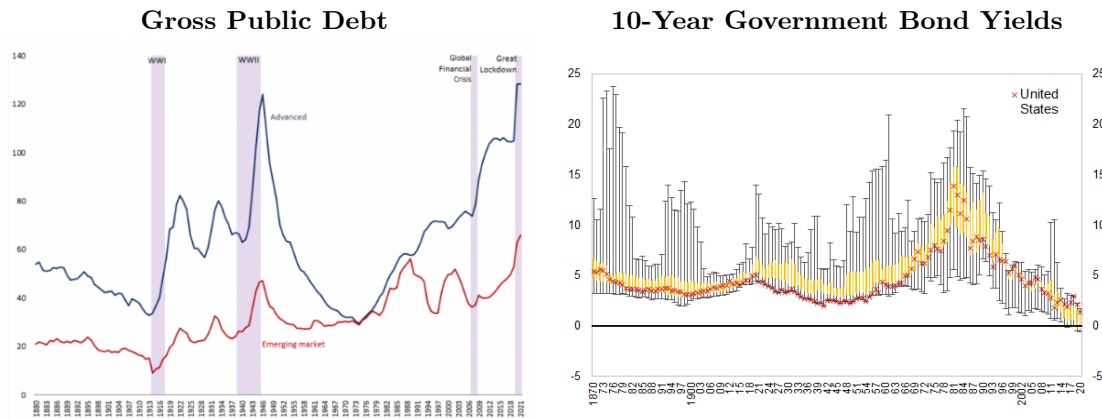 Gross Public Debt
140
120
100
80
60
40
20
0
WWI
WWII
Global
Financial
Crisis
Great
Lockdown
Advanced
Emerging market
1880 1883 1886 1889 1892 1895 1898 1901 1904 1907 1910 1913 1916 1919 1922 1925 1928 1931 1934 1937 1940 1943 1946 1949 1952 1955 1958 1961 1964 1967 1970 1973 1976 1979 1982 1985 1988 1991 1994 1997 2000 2003 2006 2009 2012 2015 2018 2021
10-Year Government Bond Yields
25
20
15
10
5
0
-5
United
States
25
20
15
10
5
0
-5
1870 73 76 79 82 85 88 91 94 97 1900 03 06 09 12 15 18 21 24 27 30 33 36 39 42 45 48 51 54 57 60 63 66 69 72 75 78 81 84 87 90 93 96 99 2002 05 08 11 14 17 20